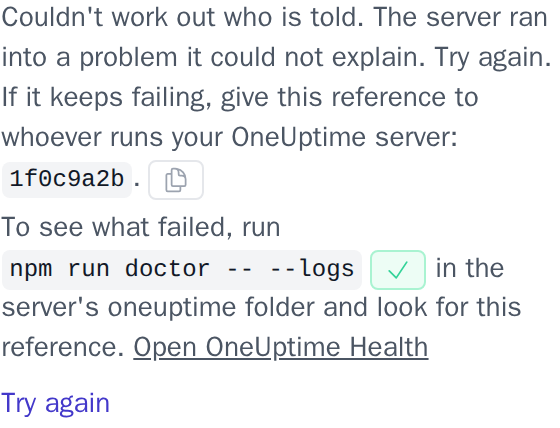 Couldn't work out who is told. The server ran
into a problem it could not explain. Try again.
If it keeps failing, give this reference to
whoever runs your OneUptime server:
1f0c9a2b.
To see what failed, run
npm run doctor -- --logs in the
server's oneuptime folder and look for this
reference. Open OneUptime Health
Try again